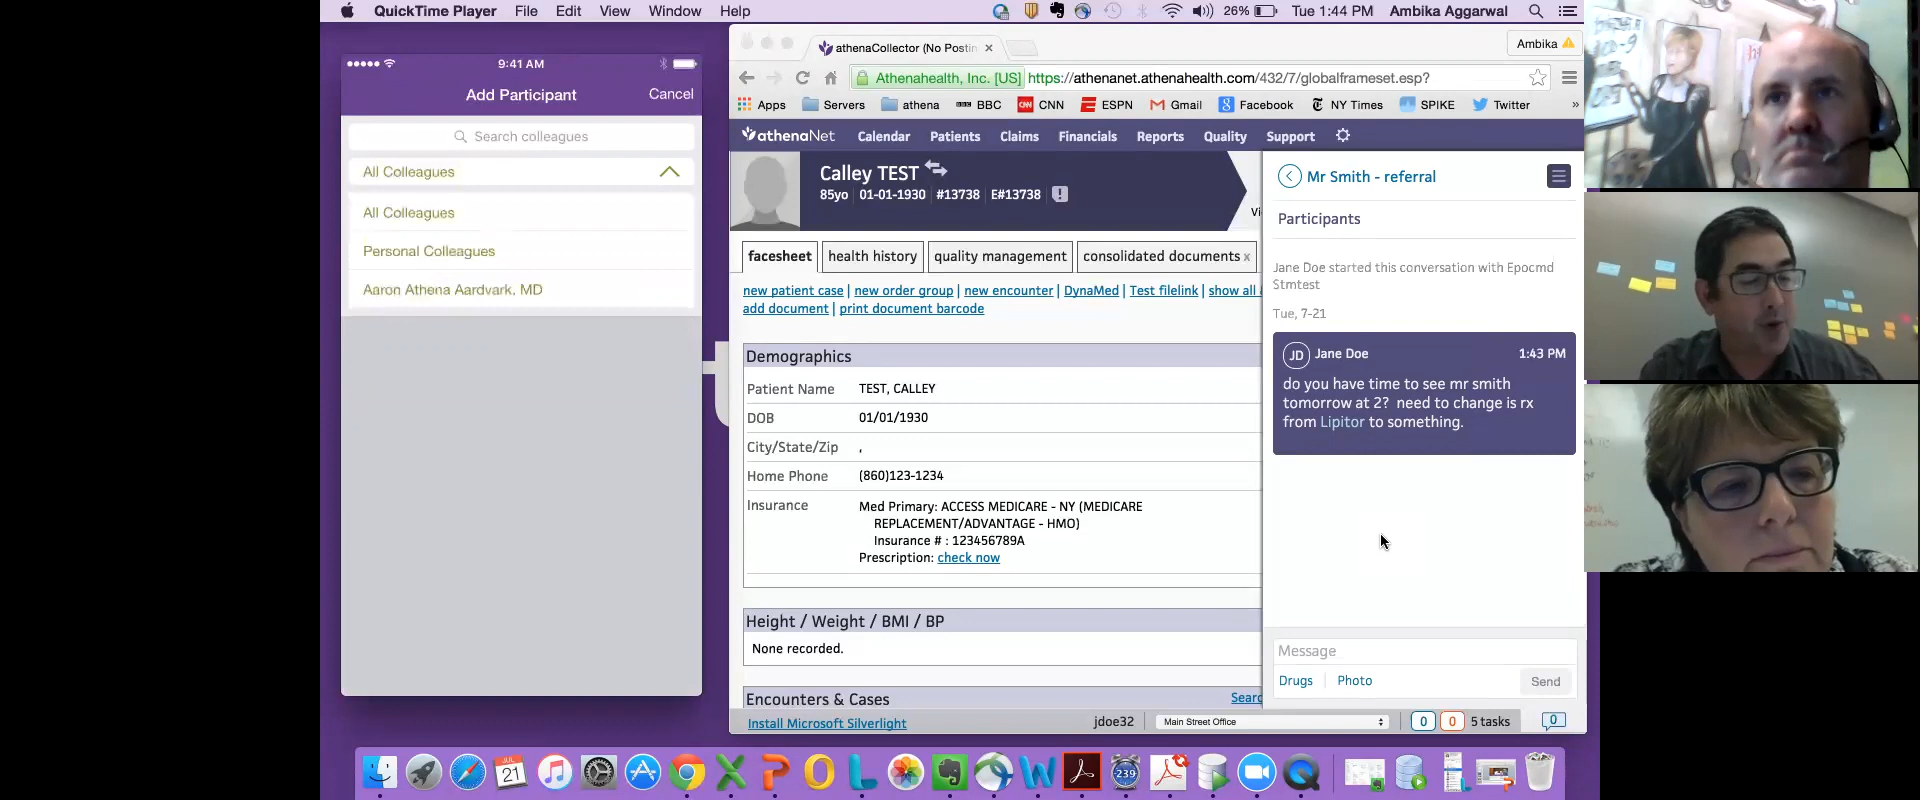 QuickTime Player File Edit View Window Help
26% Tue 1:44 PM Ambika Aggarwal
9:41 AM
Add Participant Cancel
Search colleagues
All Colleagues
All Colleagues
Personal Colleagues
Aaron Athena Aardvark, MD
athenaCollector (No Postin
Ambika
Athenahealth, Inc. [US] https://athenanet.athenahealth.com/432/7/globalframeset.esp?
Apps Servers athena BBC CNN ESPN Gmail Facebook NY Times SPIKE Twitter »
athenaNet Calendar Patients Claims Financials Reports Quality Support
Calley TEST
85yo 01-01-1930 #13738 E#13738
Vi
facesheet health history quality management consolidated documents x
new patient case | new order group | new encounter | DynaMed | Test filelink | show all
add document | print document barcode
Demographics
Patient Name TEST, CALLEY
DOB 01/01/1930
City/State/Zip ,
Home Phone (860)123-1234
Insurance Med Primary: ACCESS MEDICARE - NY (MEDICARE
REPLACEMENT/ADVANTAGE - HMO)
Insurance # : 123456789A
Prescription: check now
Height / Weight / BMI / BP
None recorded.
Encounters & Cases Searc
Install Microsoft Silverlight jdoe32 Main Street Office 0 0 5 tasks 0
Mr Smith - referral
Participants
Jane Doe started this conversation with Epocmd
Stmtest
Tue, 7-21
JD Jane Doe 1:43 PM
do you have time to see mr smith
tomorrow at 2? need to change is rx
from Lipitor to something.
Message
Drugs | Photo Send
JUL
21
239